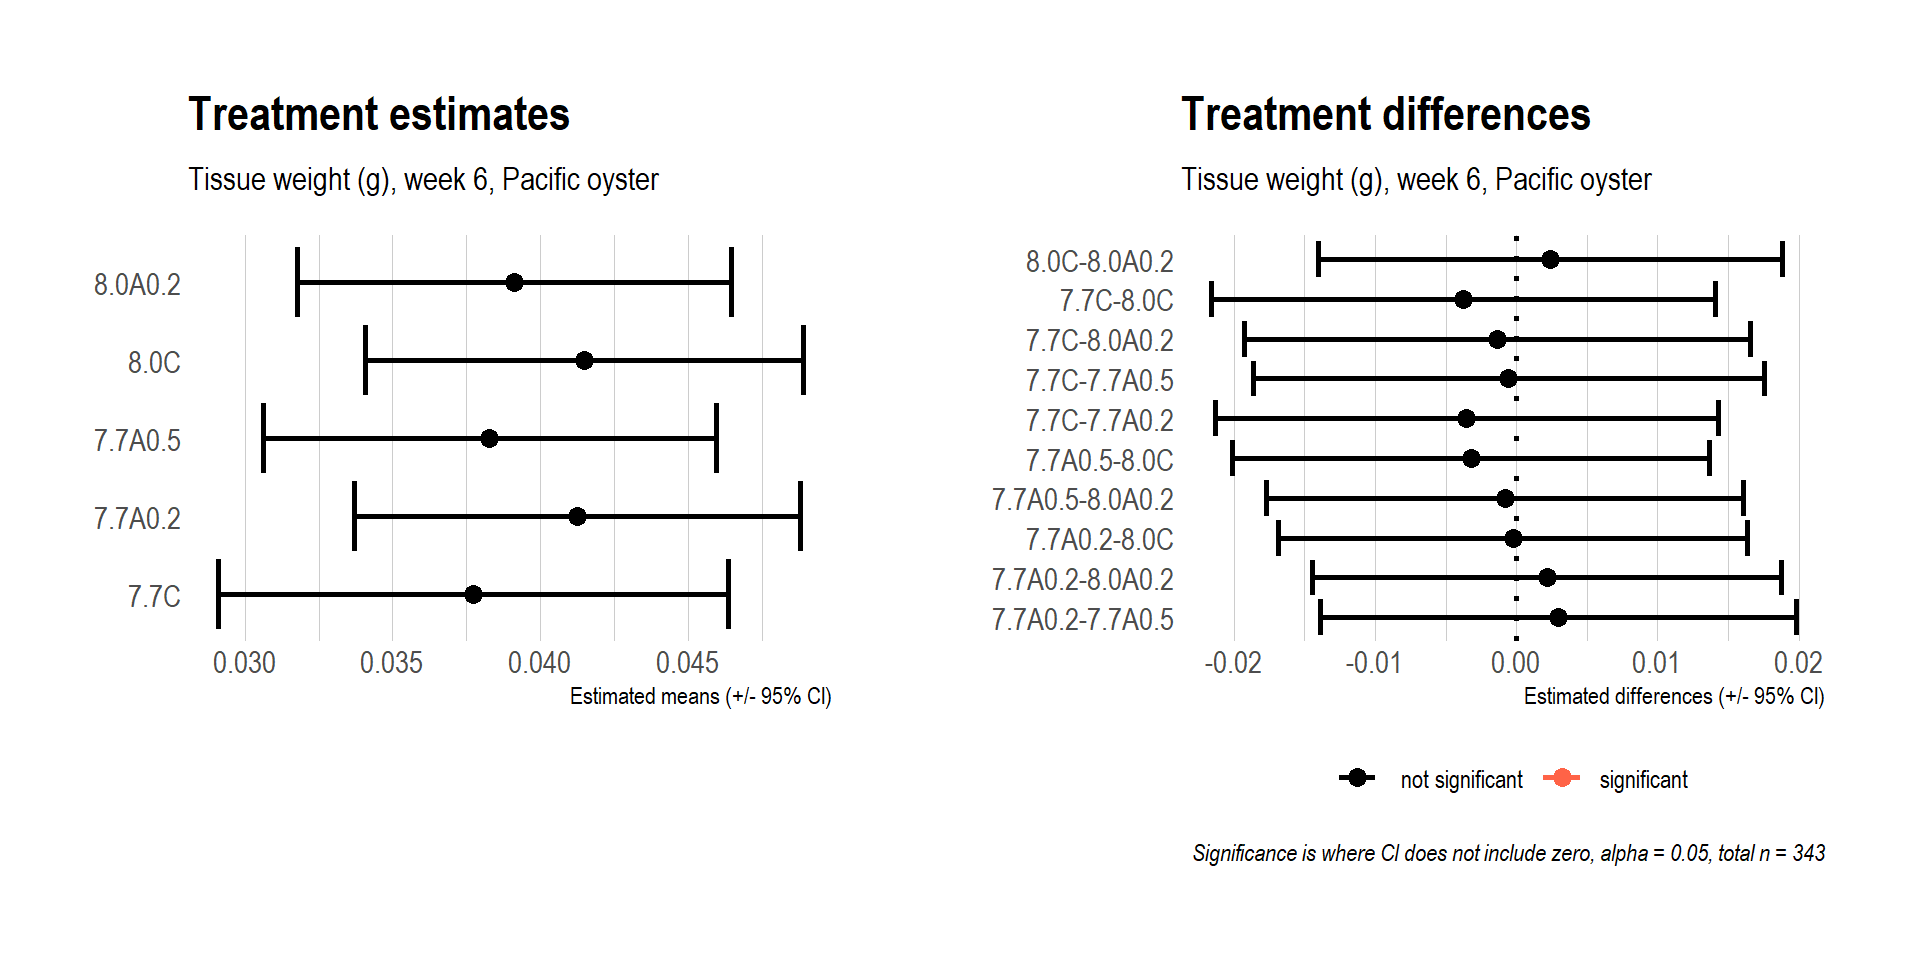 Treatment estimates
Tissue weight (g), week 6, Pacific oyster
8.0A0.2
8.0C
7.7A0.5
7.7A0.2
7.7C
0.030 0.035 0.040 0.045
Estimated means (+/- 95% CI)
Treatment differences
Tissue weight (g), week 6, Pacific oyster
8.0C-8.0A0.2
7.7C-8.0C
7.7C-8.0A0.2
7.7C-7.7A0.5
7.7C-7.7A0.2
7.7A0.5-8.0C
7.7A0.5-8.0A0.2
7.7A0.2-8.0C
7.7A0.2-8.0A0.2
7.7A0.2-7.7A0.5
-0.02 -0.01 0.00 0.01 0.02
Estimated differences (+/- 95% CI)
not significant significant
Significance is where CI does not include zero, alpha = 0.05, total n = 343